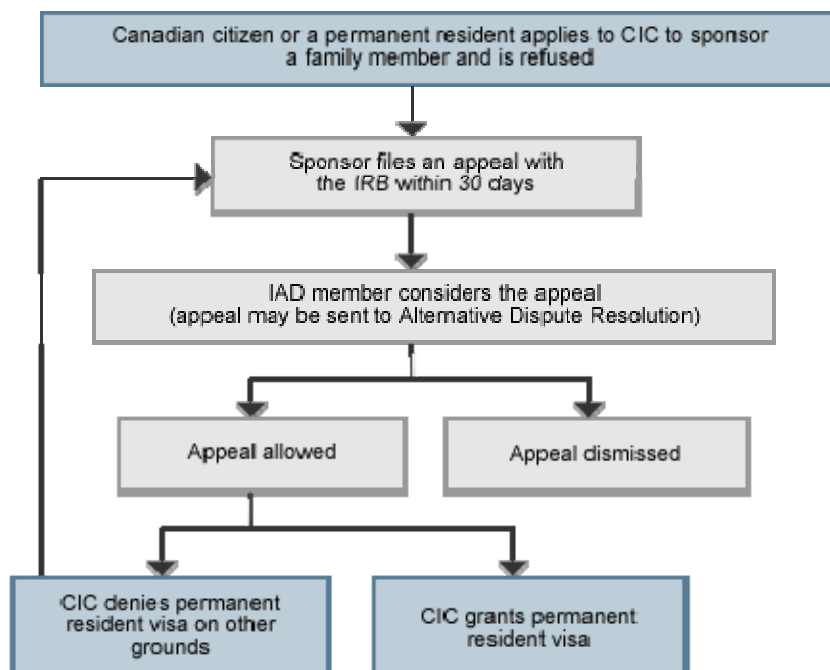 Canadian citizen or a permanent resident applies to CIC to sponsor
a family member and is refused
Sponsor files an appeal with
the IRB within 30 days
IAD member considers the appeal
(appeal may be sent to Alternative Dispute Resolution)
Appeal allowed
Appeal dismissed
CIC denies permanent
resident visa on other
grounds
CIC grants permanent
resident visa